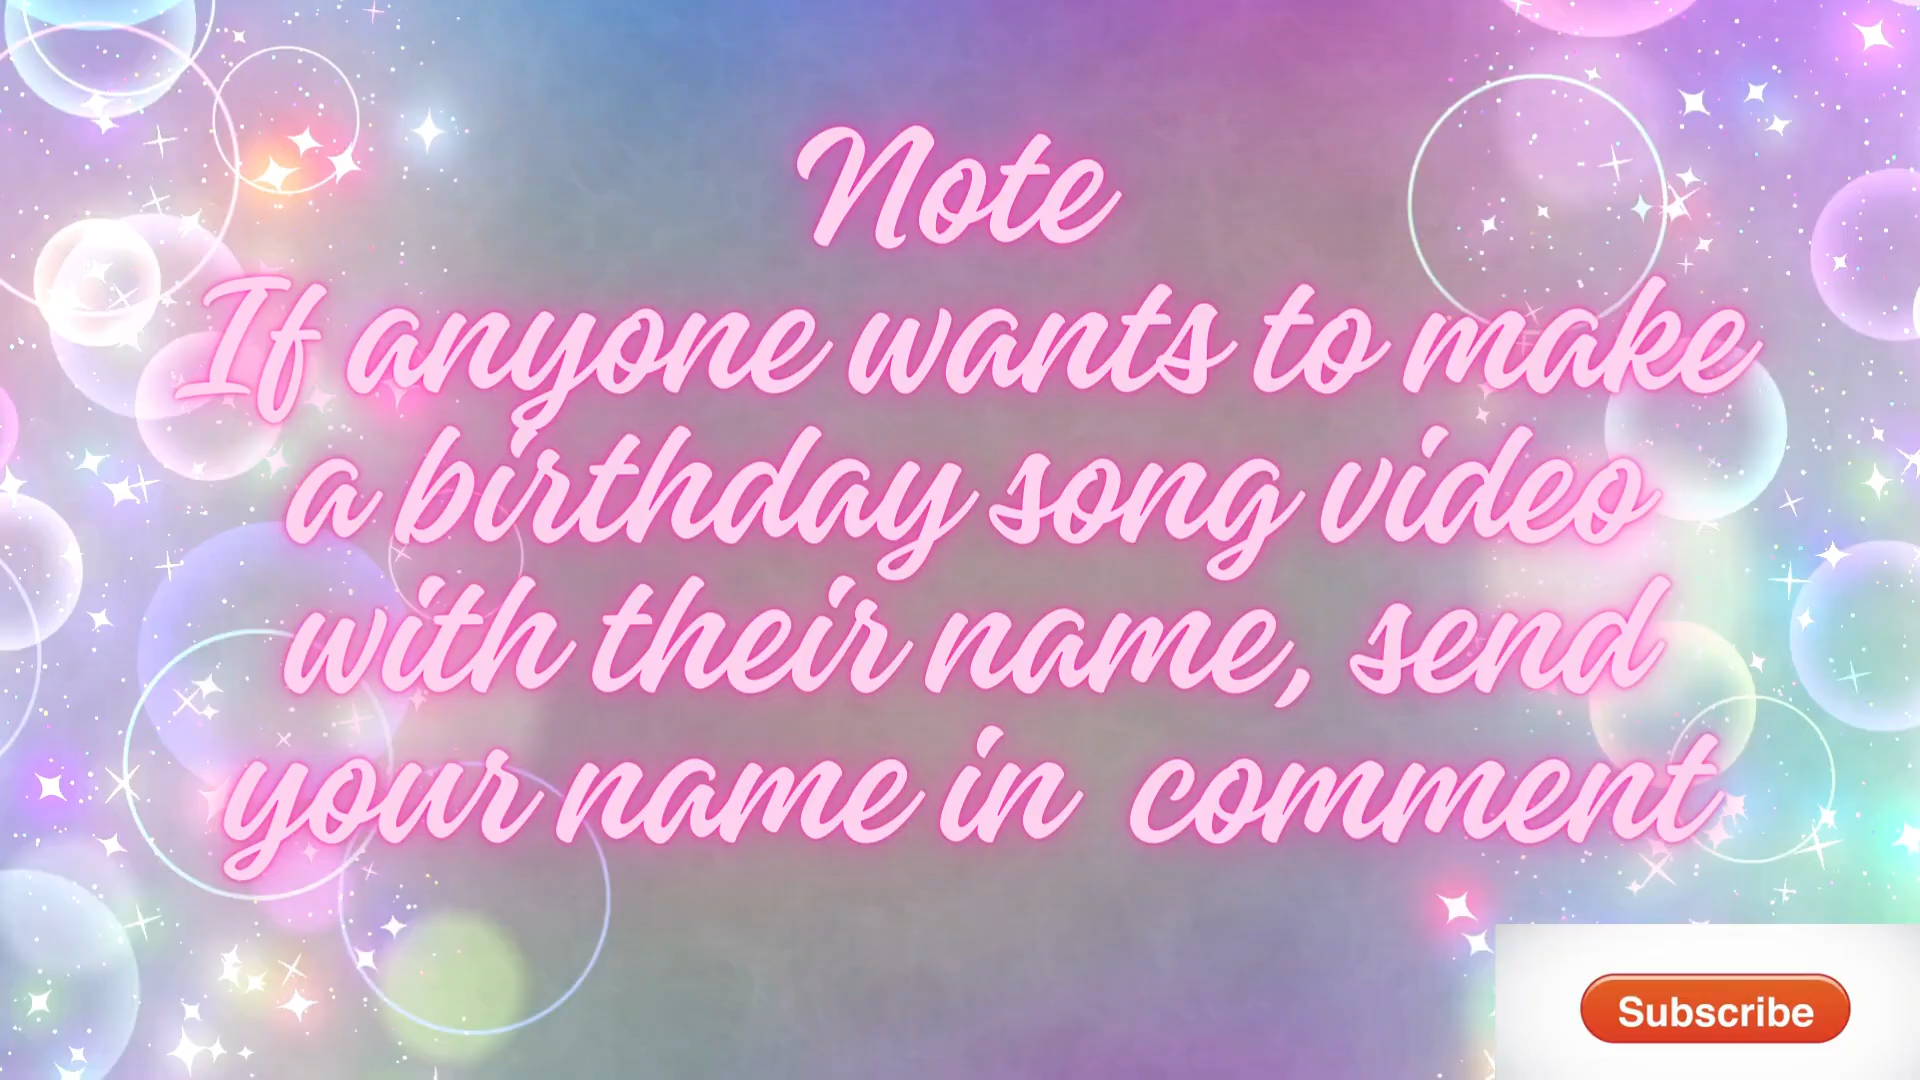 Note
If anyone wants to make
a birthday song video
with their name, send
your name in comment
Subscribe